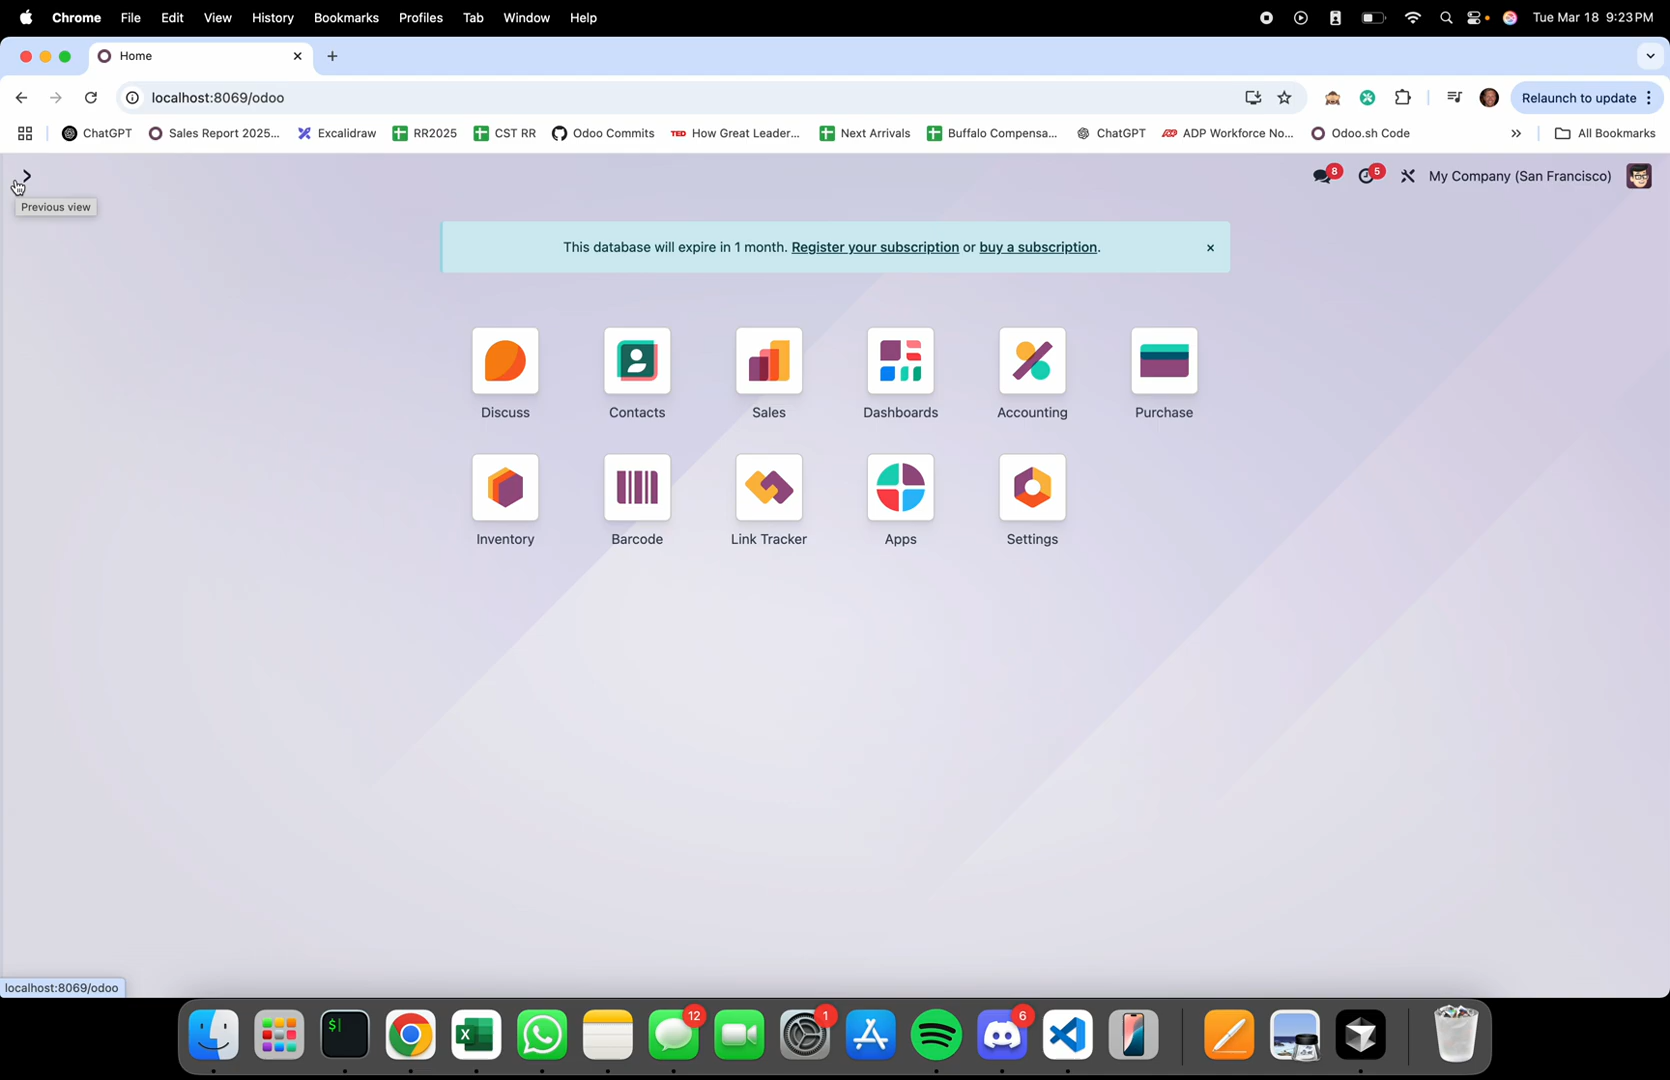 Chrome File Edit View History Bookmarks Profiles Tab Window Help Tue Mar 18 9:23 PM
Home
localhost:8069/odoo Relaunch to update
ChatGPT Sales Report 2025... Excalidraw RR2025 CST RR Odoo Commits TED How Great Leader... Next Arrivals Buffalo Compensa... ChatGPT ADP Workforce No... Odoo.sh Code » All Bookmarks
8 5 My Company (San Francisco)
Previous view
This database will expire in 1 month. Register your subscription or buy a subscription.
Discuss Contacts Sales Dashboards Accounting Purchase
Inventory Barcode Link Tracker Apps Settings
localhost:8069/odoo
$ 12 1 6